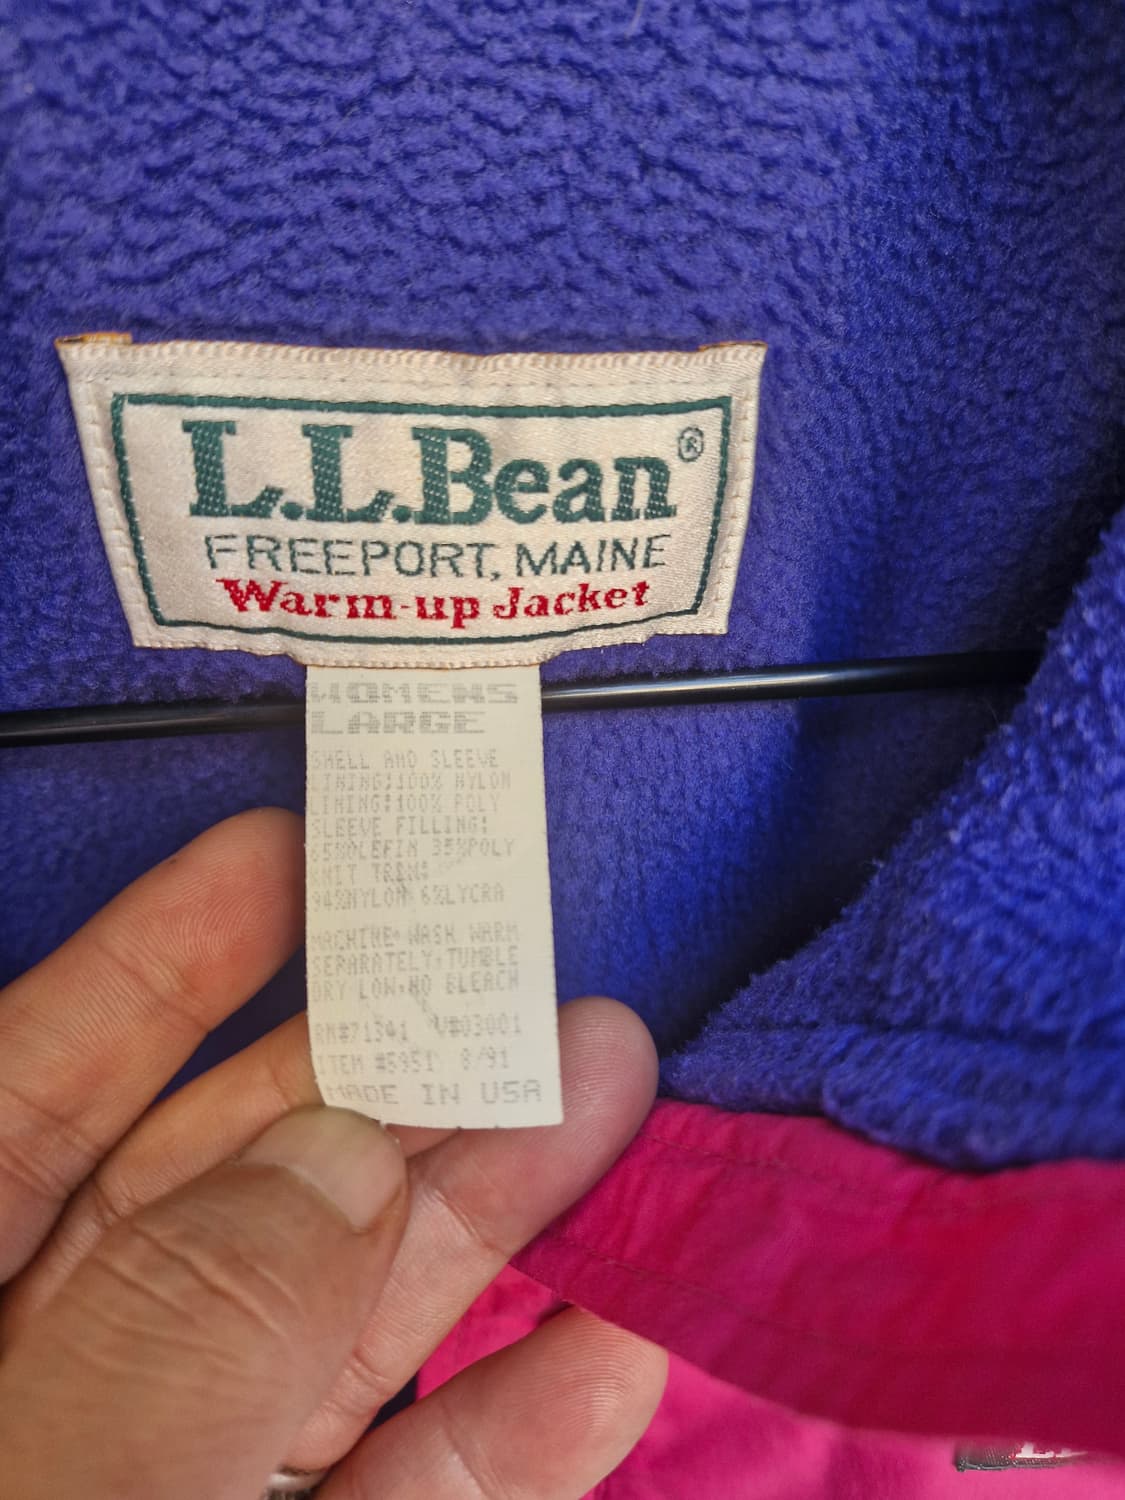 L.L.Bean®
FREEPORT, MAINE
Warm-up Jacket
WOMENS
LARGE
SHELL AND SLEEVE
LINING:100% NYLON
LINING:100% POLY
SLEEVE FILLING:
65%OLEFIN 35%POLY
KNIT TRIM:
94%NYLON 6%LYCRA
MACHINE WASH WARM
SEPARATELY,TUMBLE
DRY LOW,NO BLEACH
RN#71341 V#03001
ITEM #5951 8/91
MADE IN USA